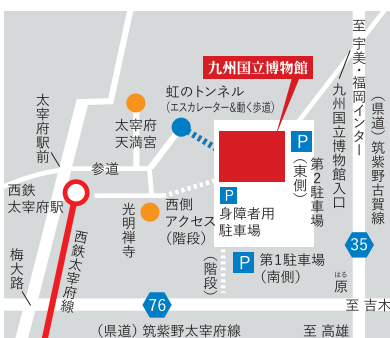 至 宇美・福岡インター
九州国立博物館
虹のトンネル
(エスカレーター&動く歩道)
太宰府
天満宮
太宰府
駅前
参道
西鉄
太宰府駅
光明禅寺
西側
アクセス
(階段)
P
P
身障者用
駐車場
第2駐車場
(東側)
九州国立博物館入口
(県道)筑紫野古賀線
35
(階段)
P
第1駐車場
(南側)
はる
原
梅大路
西鉄太宰府線
76
至 吉木
(県道)筑紫野太宰府線
至 高雄